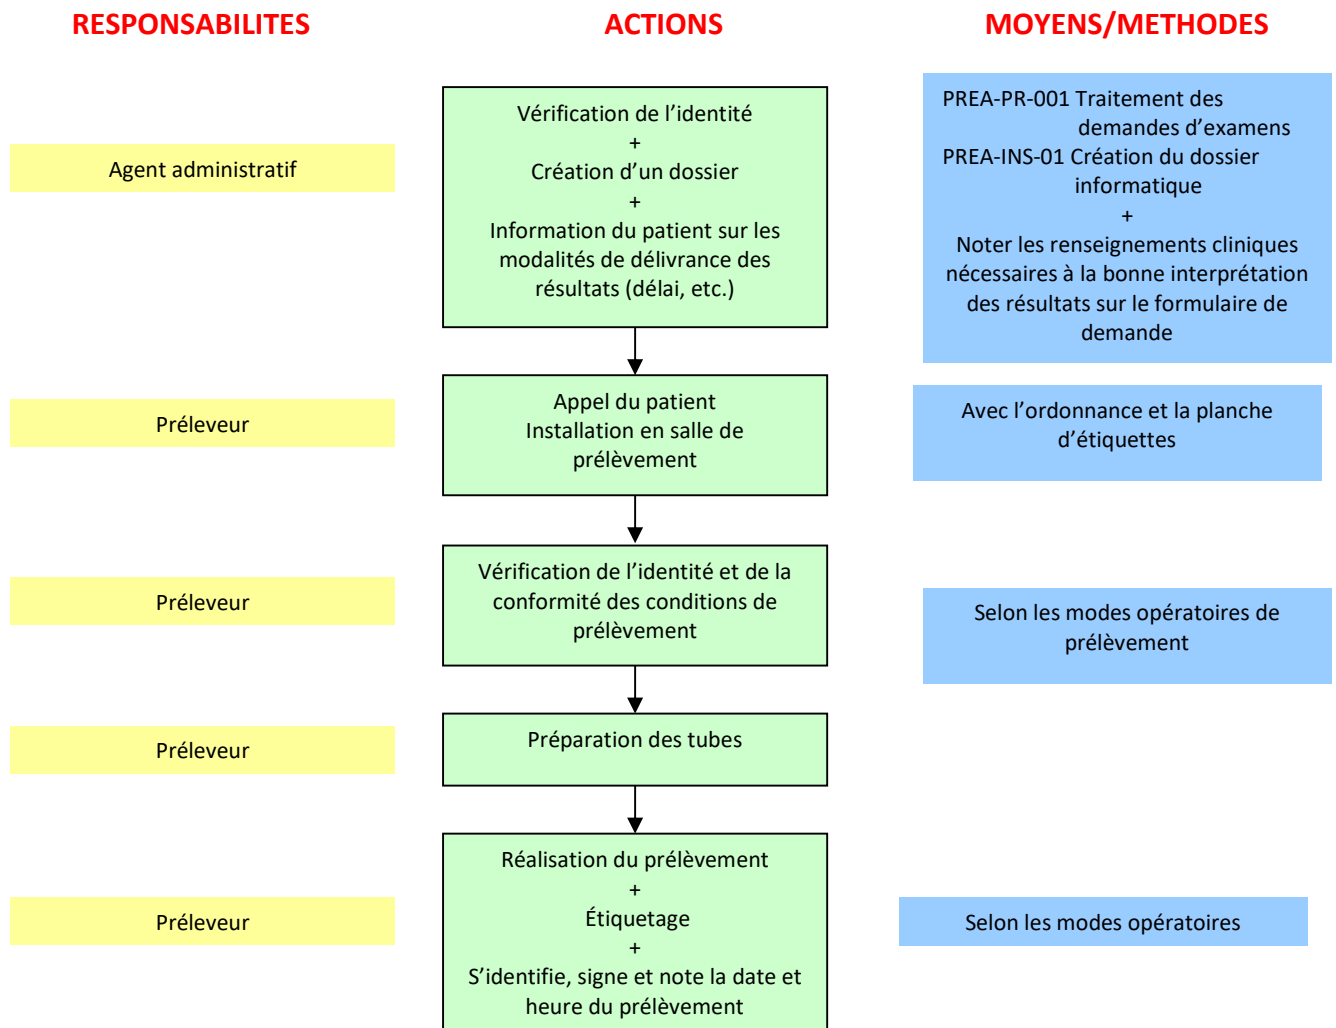 RESPONSABILITES
ACTIONS
MOYENS/METHODES
Agent administratif
Vérification de l’identité
+
Création d’un dossier
+
Information du patient sur les
modalités de délivrance des
résultats (délai, etc.)
PREA-PR-001 Traitement des
demandes d’examens
PREA-INS-01 Création du dossier
informatique
+
Noter les renseignements cliniques
nécessaires à la bonne interprétation
des résultats sur le formulaire de
demande
Préleveur
Appel du patient
Installation en salle de
prélèvement
Avec l’ordonnance et la planche
d’étiquettes
Préleveur
Vérification de l’identité et de la
conformité des conditions de
prélèvement
Selon les modes opératoires de
prélèvement
Préleveur
Préparation des tubes
Préleveur
Réalisation du prélèvement
+
Étiquetage
+
S’identifie, signe et note la date et
heure du prélèvement
Selon les modes opératoires